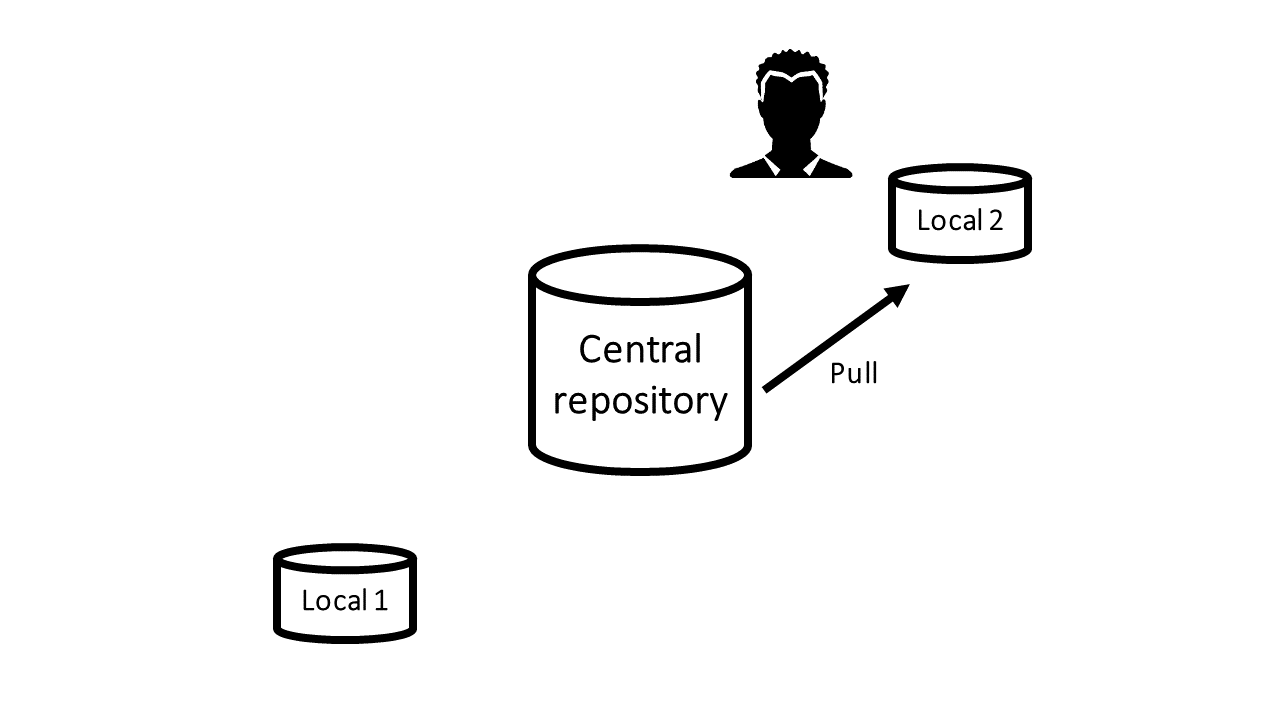 Local 2
Central
repository
Pull
Local 1